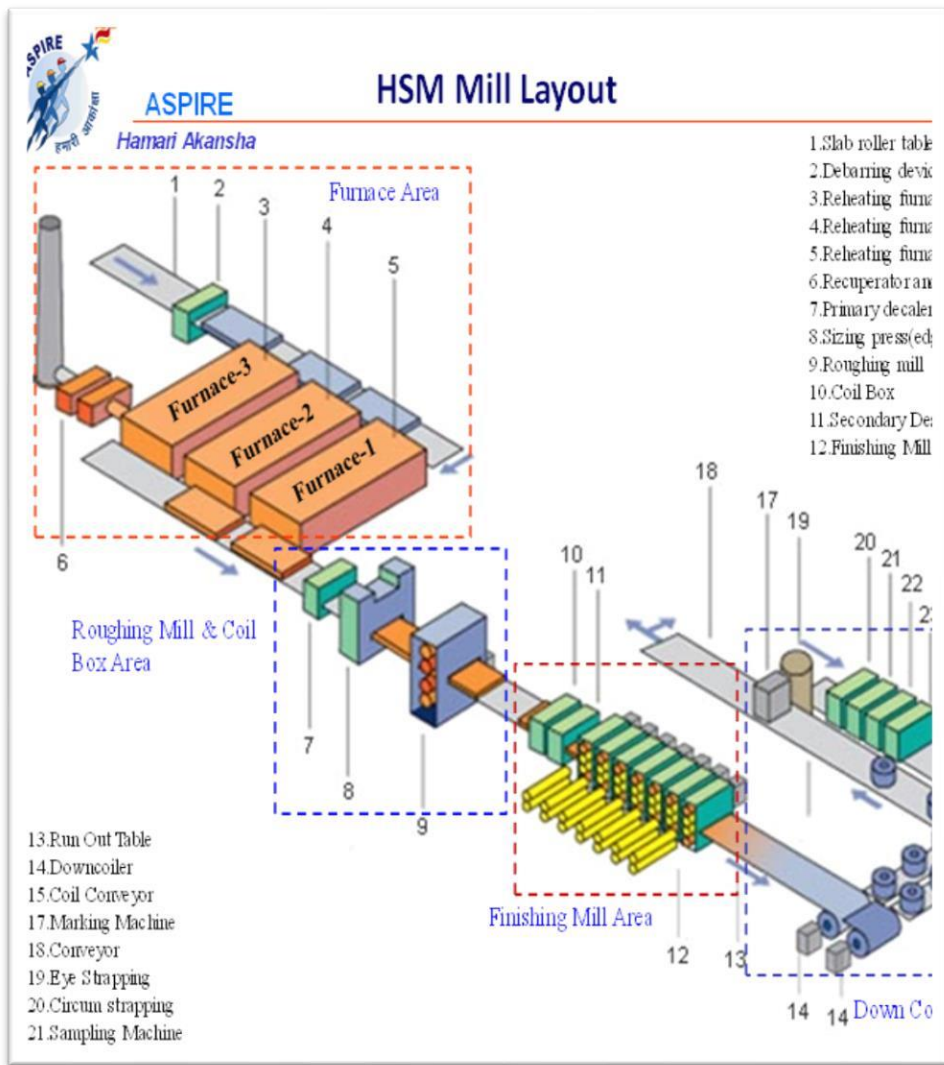 ASPIRE
हमारी आकांक्षा
ASPIRE
Hamari Akansha
HSM Mill Layout
1.Slab roller table
2.Debarring devic
3.Reheating furna
4.Reheating furna
5.Reheating furna
6.Recuperator an
7.Primary decaler
8.Sizing press(ed
9.Roughing mill
10.Coil Box
11.Secondary De
12.Finishing Mill
Furnace Area
1
2
3
4
5
Furnace-3
Furnace-2
Furnace-1
6
Roughing Mill & Coil
Box Area
7
8
9
10
11
18
17
19
20
21
22
12
13
Finishing Mill Area
14
14
Down Co
13.Run Out Table
14.Downcoiler
15.Coil Conveyor
17.Marking Machine
18.Conveyor
19.Eye Strapping
20.Circum strapping
21.Sampling Machine